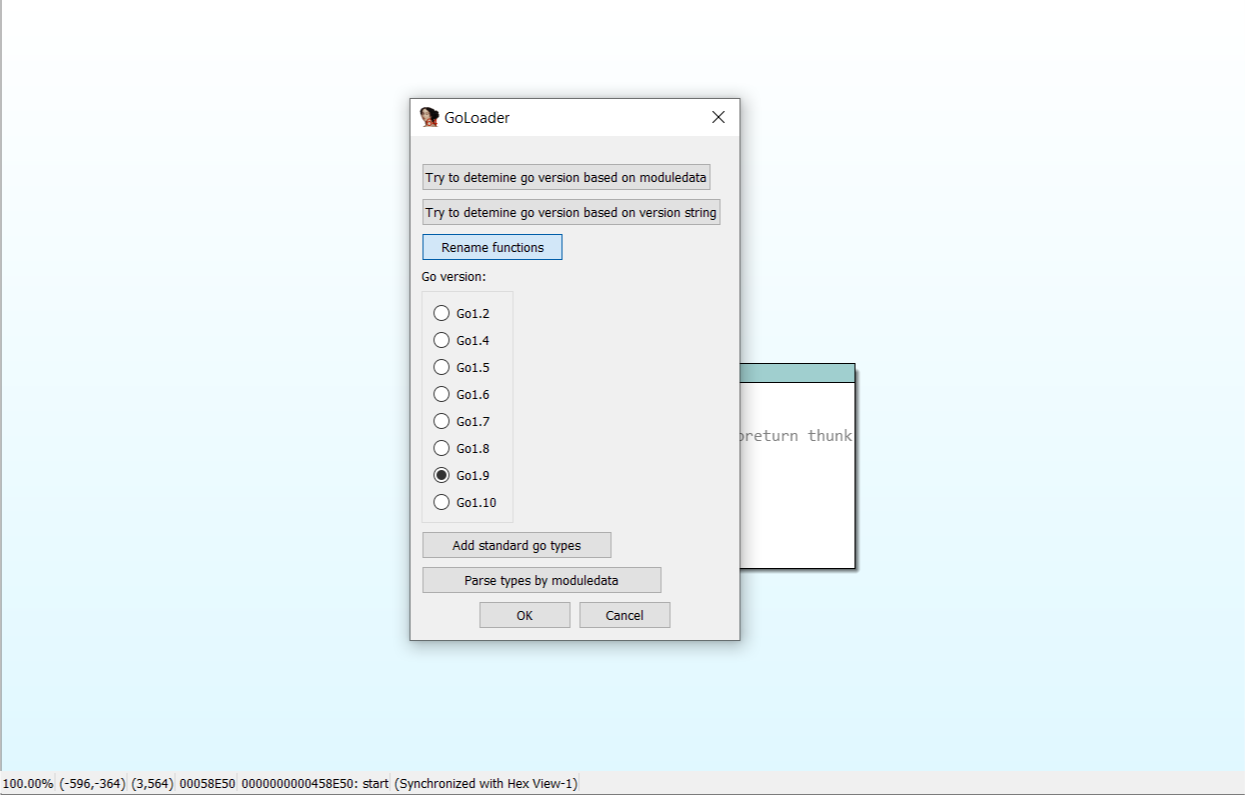 GoLoader
Try to detemine go version based on moduledata
Try to detemine go version based on version string
Rename functions
Go version:
Go1.2
Go1.4
Go1.5
Go1.6
Go1.7
Go1.8
Go1.9
Go1.10
return thunk
Add standard go types
Parse types by moduledata
OK Cancel
100.00% (-596,-364) (3,564) 00058E50 0000000000458E50: start (Synchronized with Hex View-1)